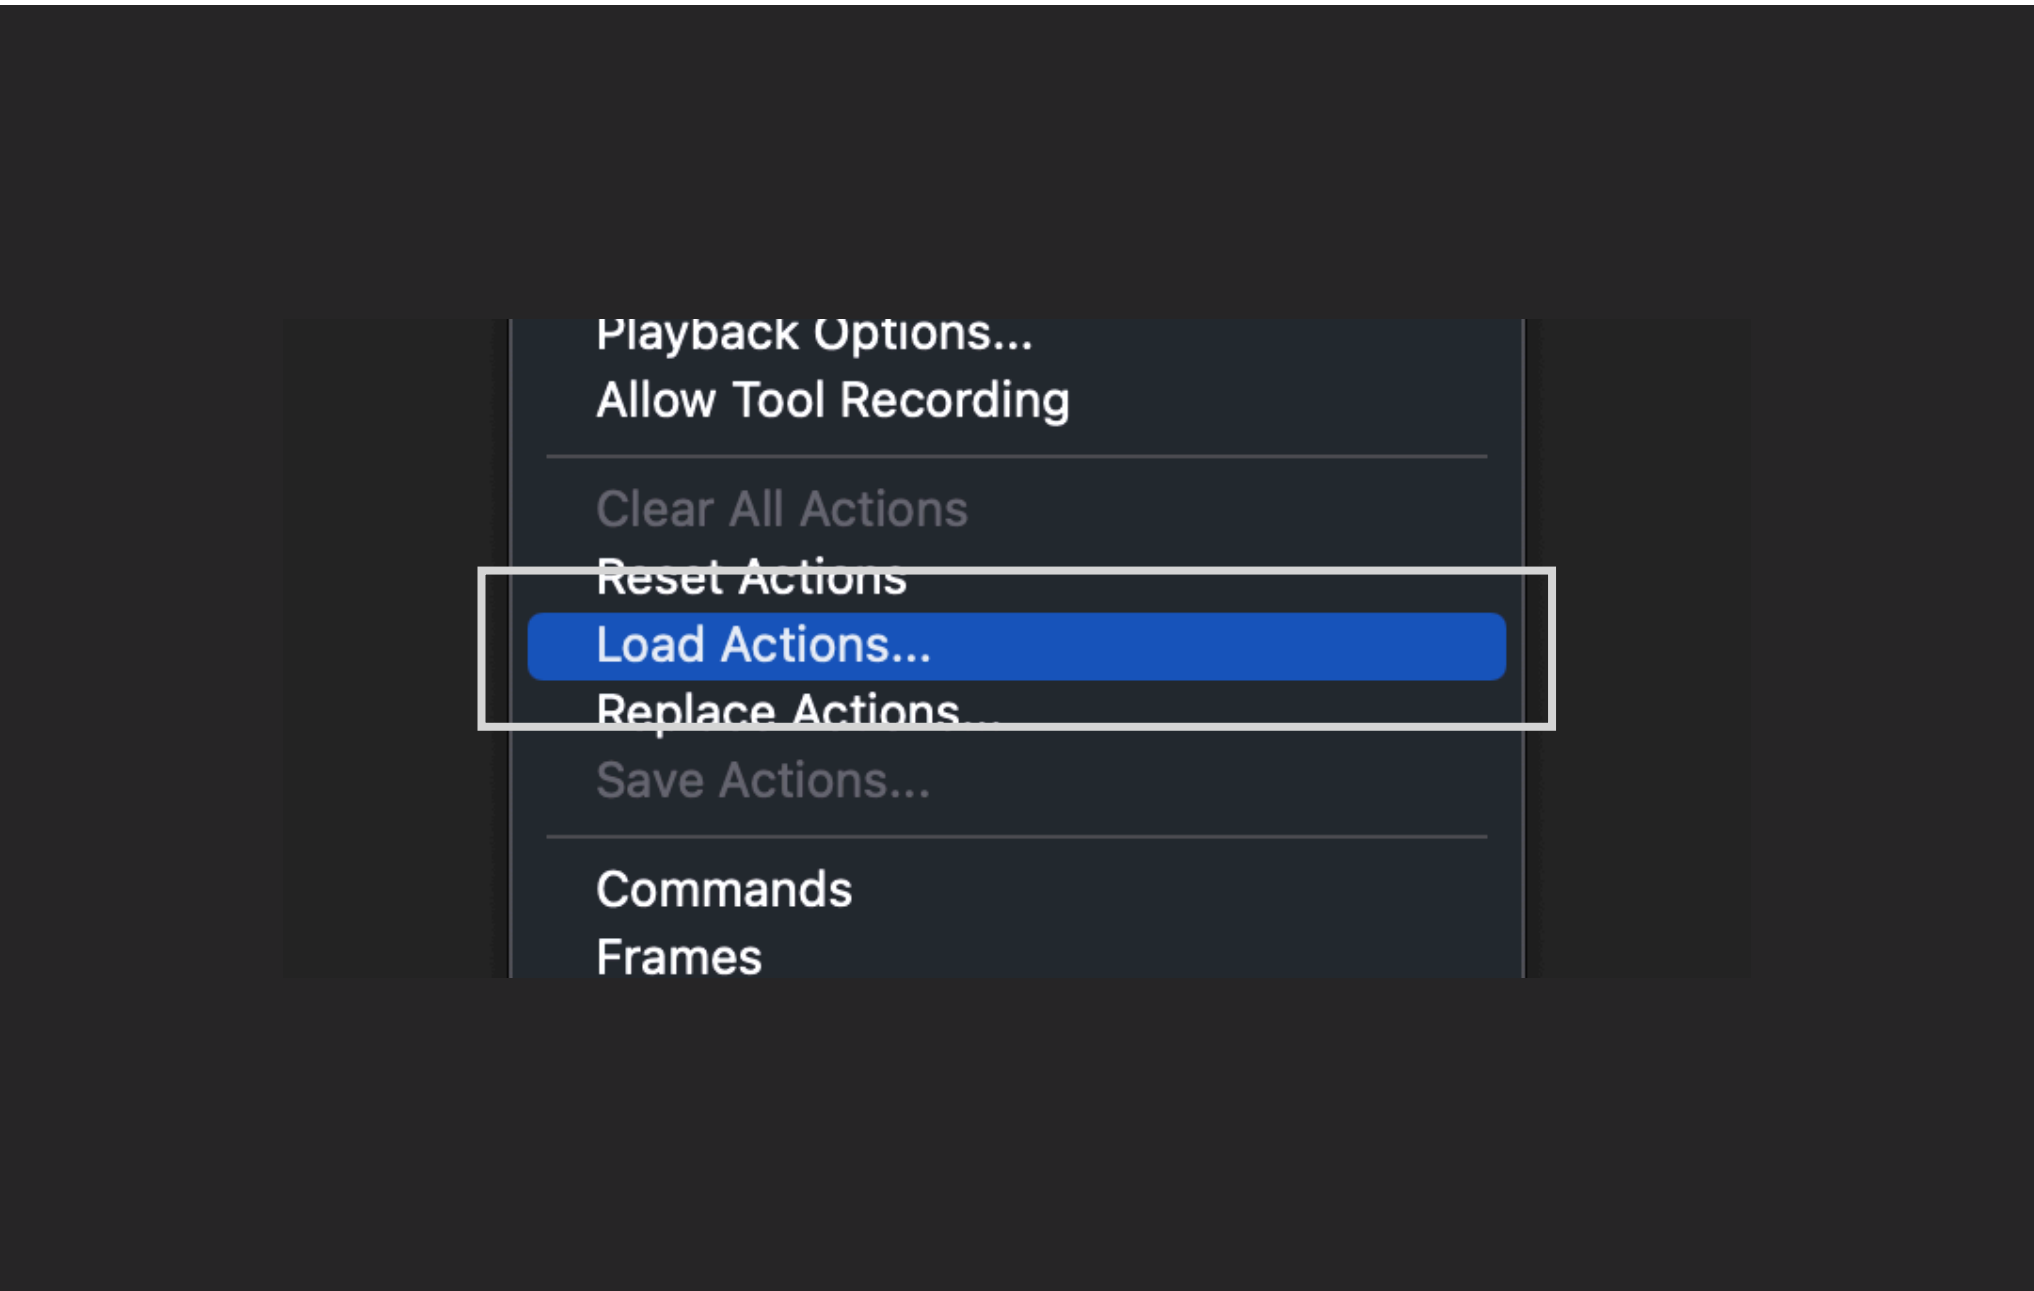 Playback Options...
Allow Tool Recording
Clear All Actions
Reset Actions
Load Actions...
Replace Actions...
Save Actions...
Commands
Frames